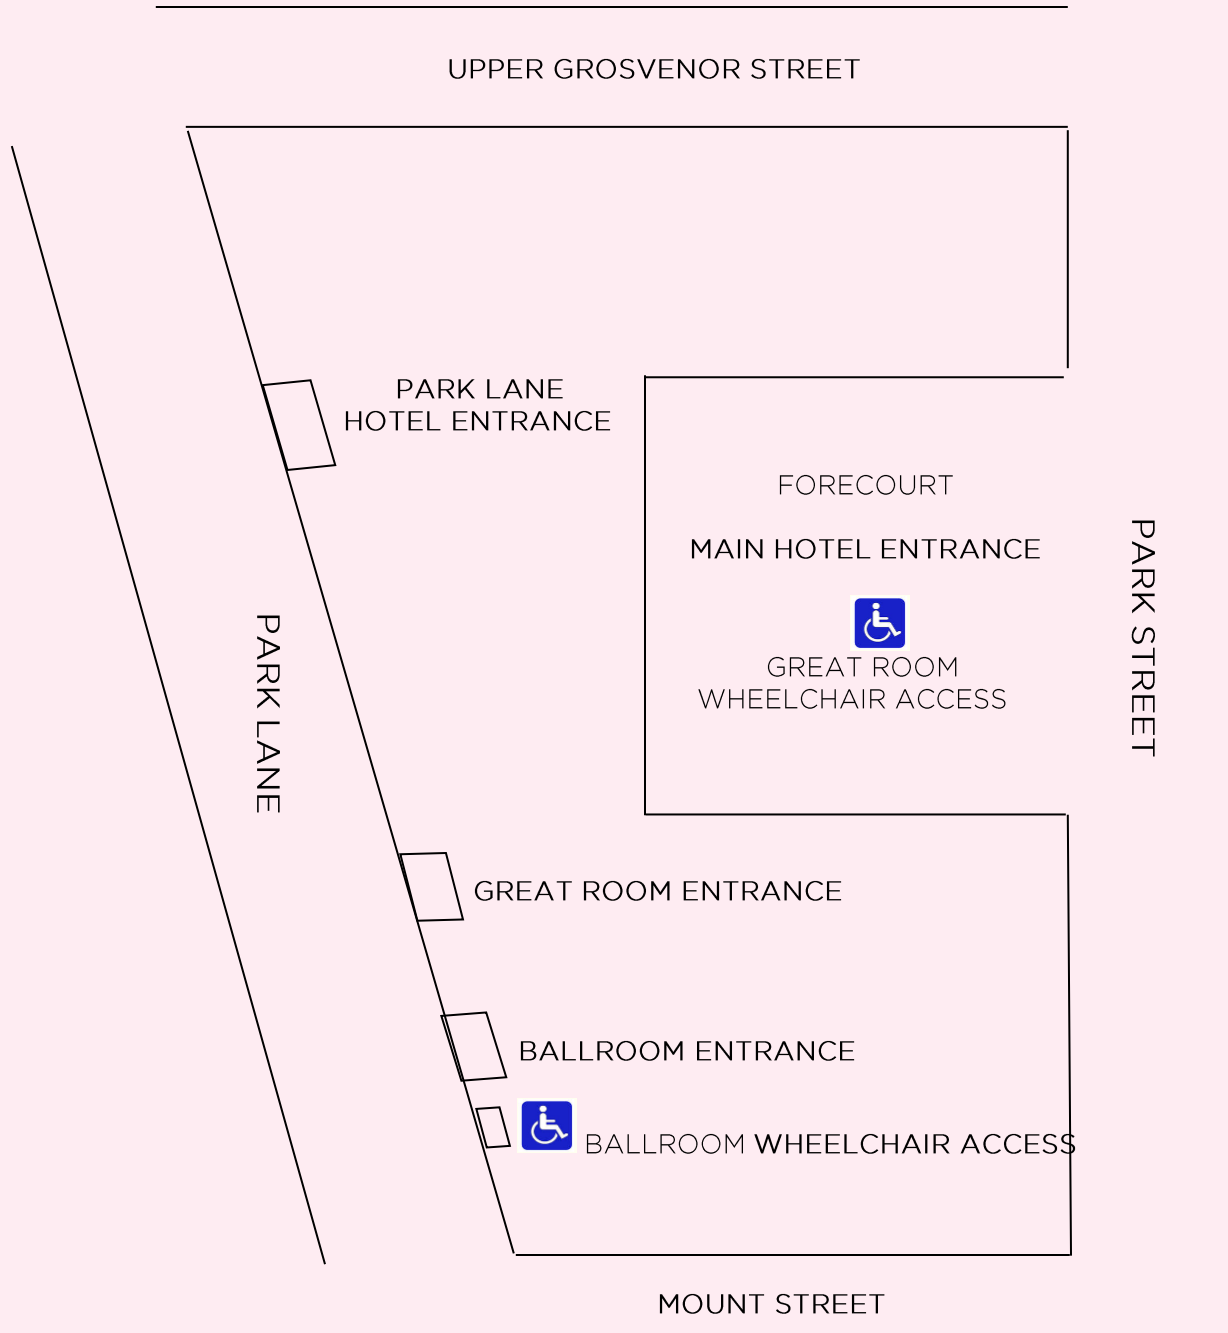 UPPER GROSVENOR STREET
PARK LANE
HOTEL ENTRANCE
FORECOURT
MAIN HOTEL ENTRANCE
PARK STREET
PARK LANE
GREAT ROOM
WHEELCHAIR ACCESS
GREAT ROOM ENTRANCE
BALLROOM ENTRANCE
BALLROOM WHEELCHAIR ACCESS
MOUNT STREET